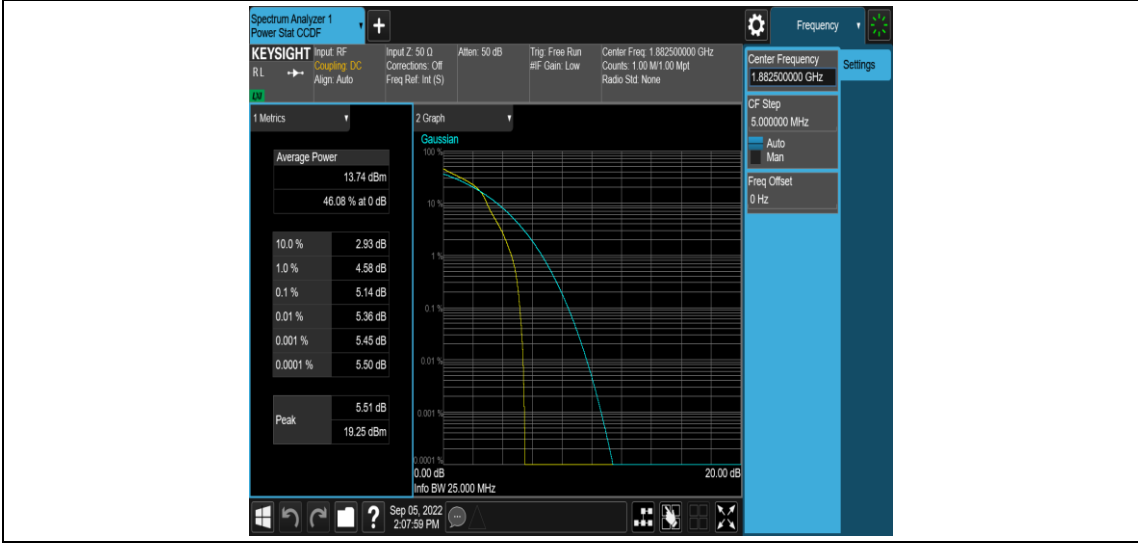 Spectrum Analyzer 1
Power Stat CCDF
+
Frequency
KEYSIGHT
R L
Input: RF
Coupling: DC
Align: Auto
Input Z: 50 Ω
Corrections: Off
Freq Ref: Int (S)
Atten: 50 dB
Trig: Free Run
#IF Gain: Low
Center Freq: 1.882500000 GHz
Counts: 1.00 M/1.00 Mpt
Radio Std: None
Center Frequency
1.882500000 GHz
Settings
CF Step
5.000000 MHz
Auto
Man
Freq Offset
0 Hz
1 Metrics
Average Power
13.74 dBm
46.08 % at 0 dB
10.0 % 2.93 dB
1.0 % 4.58 dB
0.1 % 5.14 dB
0.01 % 5.36 dB
0.001 % 5.45 dB
0.0001 % 5.50 dB
Peak
5.51 dB
19.25 dBm
2 Graph
Gaussian
100 %
10 %
1 %
0.1 %
0.01 %
0.001 %
0.0001 %
0.00 dB 20.00 dB
Info BW 25.000 MHz
?
Sep 05, 2022
2:07:59 PM